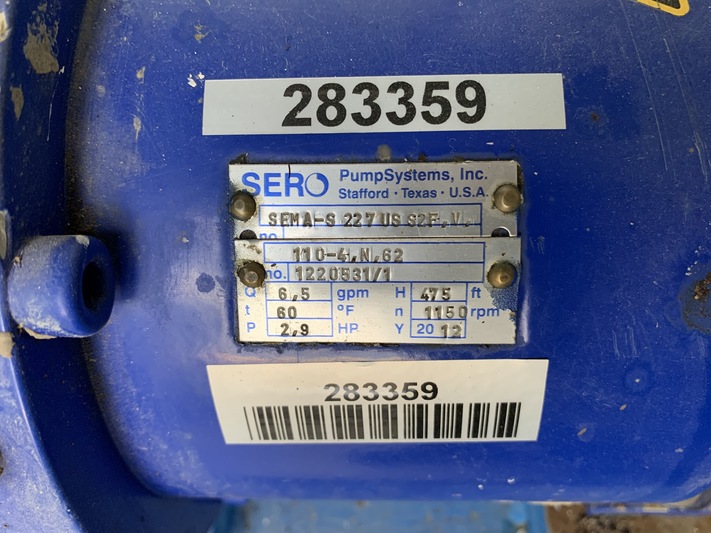 283359
SERO PumpSystems, Inc.
Stafford · Texas · U.S.A.
SEMA-S 227 US S2F.V.
no.
110-4.N.62
no. 1220531/1
Q 6,5 gpm H 475 ft
t 60 °F n 1150 rpm
P 2,9 HP Y 20 12
283359